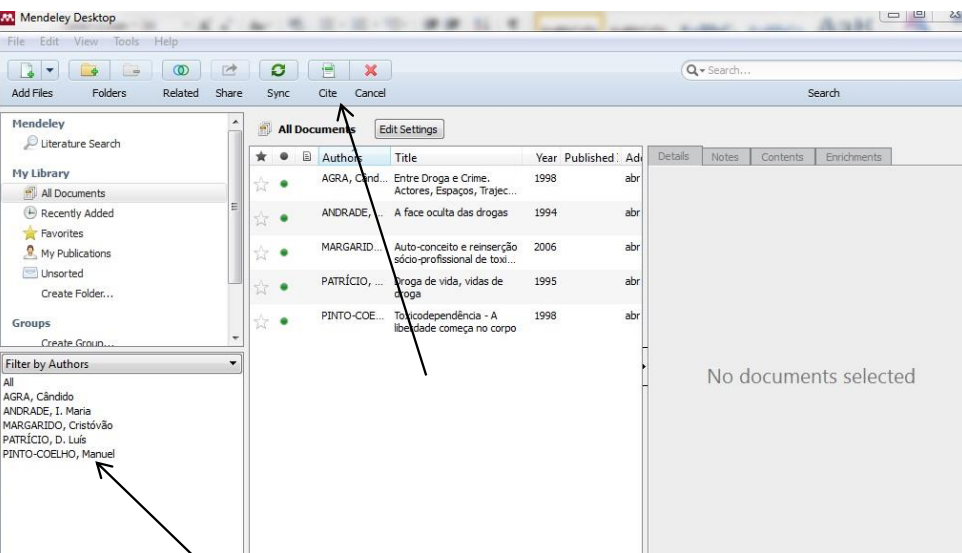 Mendeley Desktop
File Edit View Tools Help
Add Files Folders Related Share Sync Cite Cancel
Search...
Search
Mendeley
Literature Search
My Library
All Documents
Recently Added
Favorites
My Publications
Unsorted
Create Folder...
Groups
Create Group...
Filter by Authors
All
AGRA, Cândido
ANDRADE, I. Maria
MARGARIDO, Cristóvão
PATRÍCIO, D. Luís
PINTO-COELHO, Manuel
All Documents Edit Settings
Authors Title Year Published Add
AGRA, Când... Entre Droga e Crime. 1998 abr
Actores, Espaços, Trajec...
ANDRADE, ... A face oculta das drogas 1994 abr
MARGARID... Auto-conceito e reinserção 2006 abr
sócio-profissional de toxi...
PATRÍCIO, ... Droga de vida, vidas de 1995 abr
droga
PINTO-COE... Toxicodependência - A 1998 abr
liberdade começa no corpo
Details Notes Contents Enrichments
No documents selected